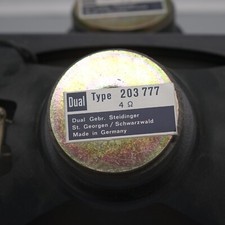 Dual Type 203 777
4 Ω
Dual Gebr. Steidinger
St. Georgen / Schwarzwald
Made in Germany